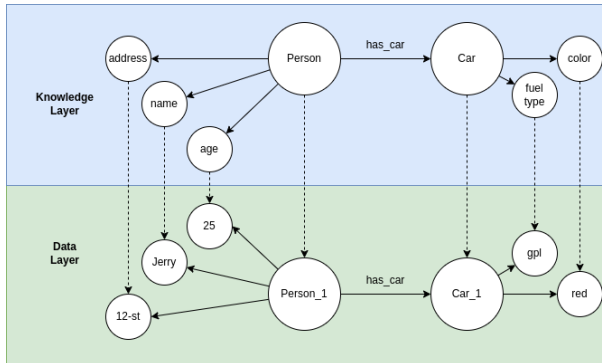 address
Person
has_car
Car
color
Knowledge
Layer
name
fuel
type
age
25
Data
Layer
Jerry
gpl
12-st
Person_1
has_car
Car_1
red